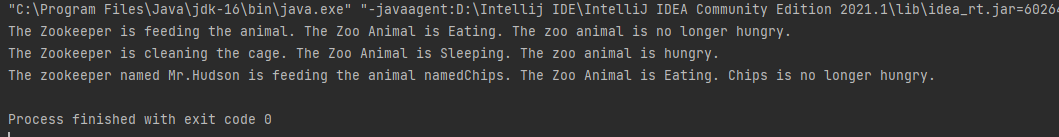 "C:\Program Files\Java\jdk-16\bin\java.exe" "-javaagent:D:\Intellij IDE\IntelliJ IDEA Community Edition 2021.1\lib\idea_rt.jar=60264
The Zookeeper is feeding the animal. The Zoo Animal is Eating. The zoo animal is no longer hungry.
The Zookeeper is cleaning the cage. The Zoo Animal is Sleeping. The zoo animal is hungry.
The zookeeper named Mr.Hudson is feeding the animal namedChips. The Zoo Animal is Eating. Chips is no longer hungry.
Process finished with exit code 0